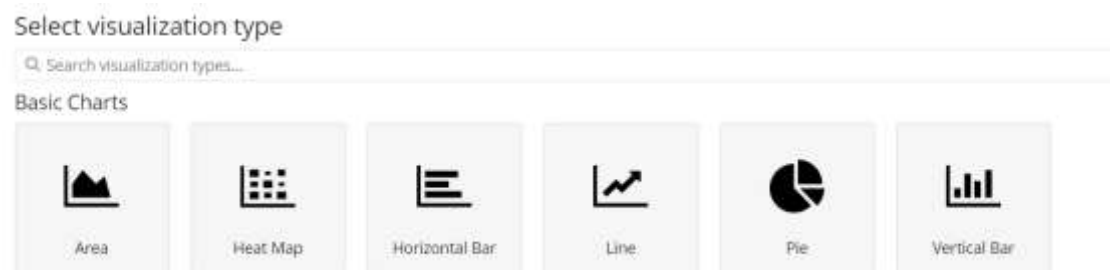 Select visualization type
Search visualization types...
Basic Charts
Area
Heat Map
Horizontal Bar
Line
Pie
Vertical Bar